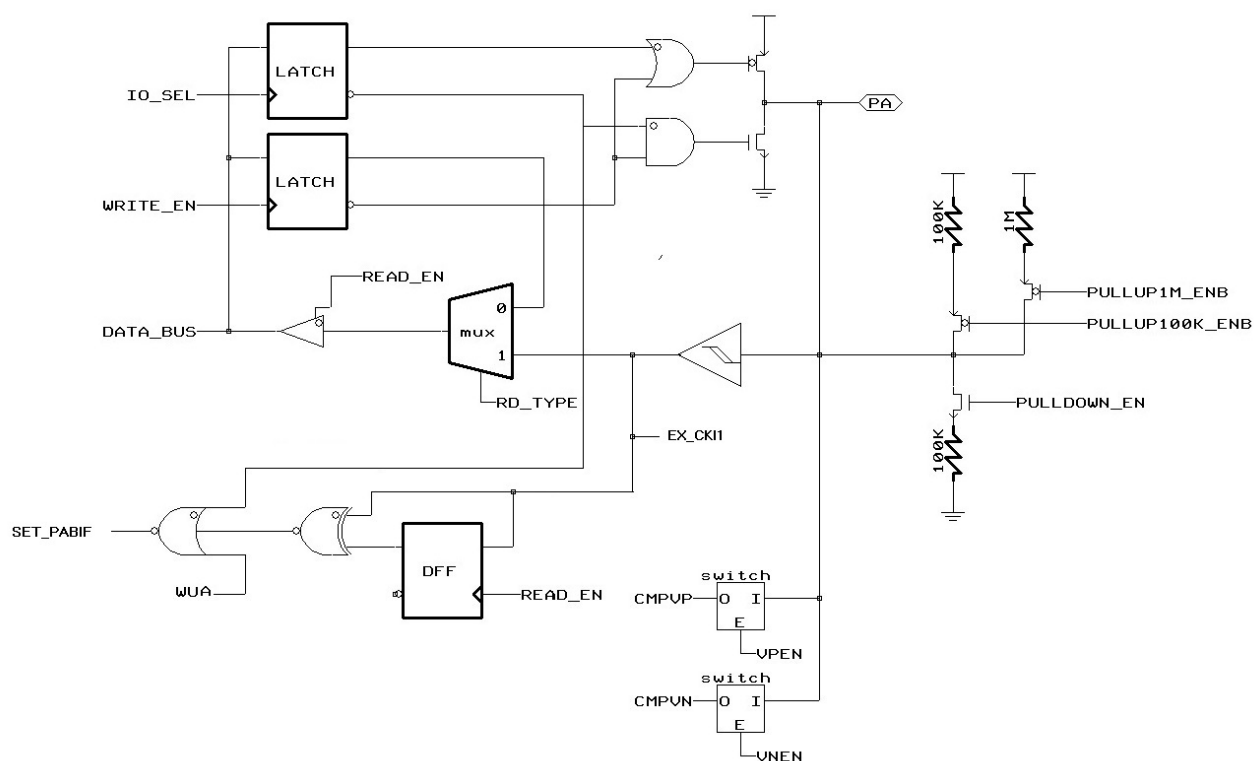 LATCH
IO_SEL
PA
LATCH
WRITE_EN
100K
1M
READ_EN
PULLUP1M_ENB
0
PULLUP100K_ENB
DATA_BUS
mux
1
RD_TYPE
PULLDOWN_EN
EX_CKI1
100K
SET_PABIF
DFF
WUA
READ_EN
switch
CMPVP
O I
E
VPEN
switch
CMPVN
O I
E
VNEN